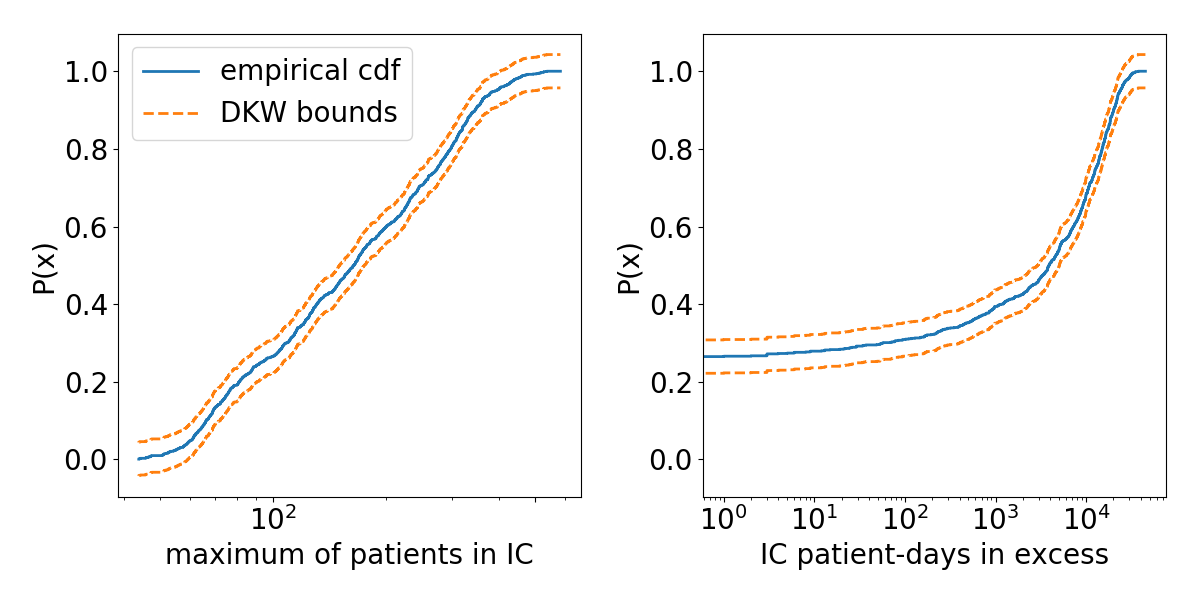 empirical cdf
DKW bounds
1.0
0.8
0.6
0.4
0.2
0.0
P(x)
10²
maximum of patients in IC
1.0
0.8
0.6
0.4
0.2
0.0
P(x)
10⁰ 10¹ 10² 10³ 10⁴
IC patient-days in excess